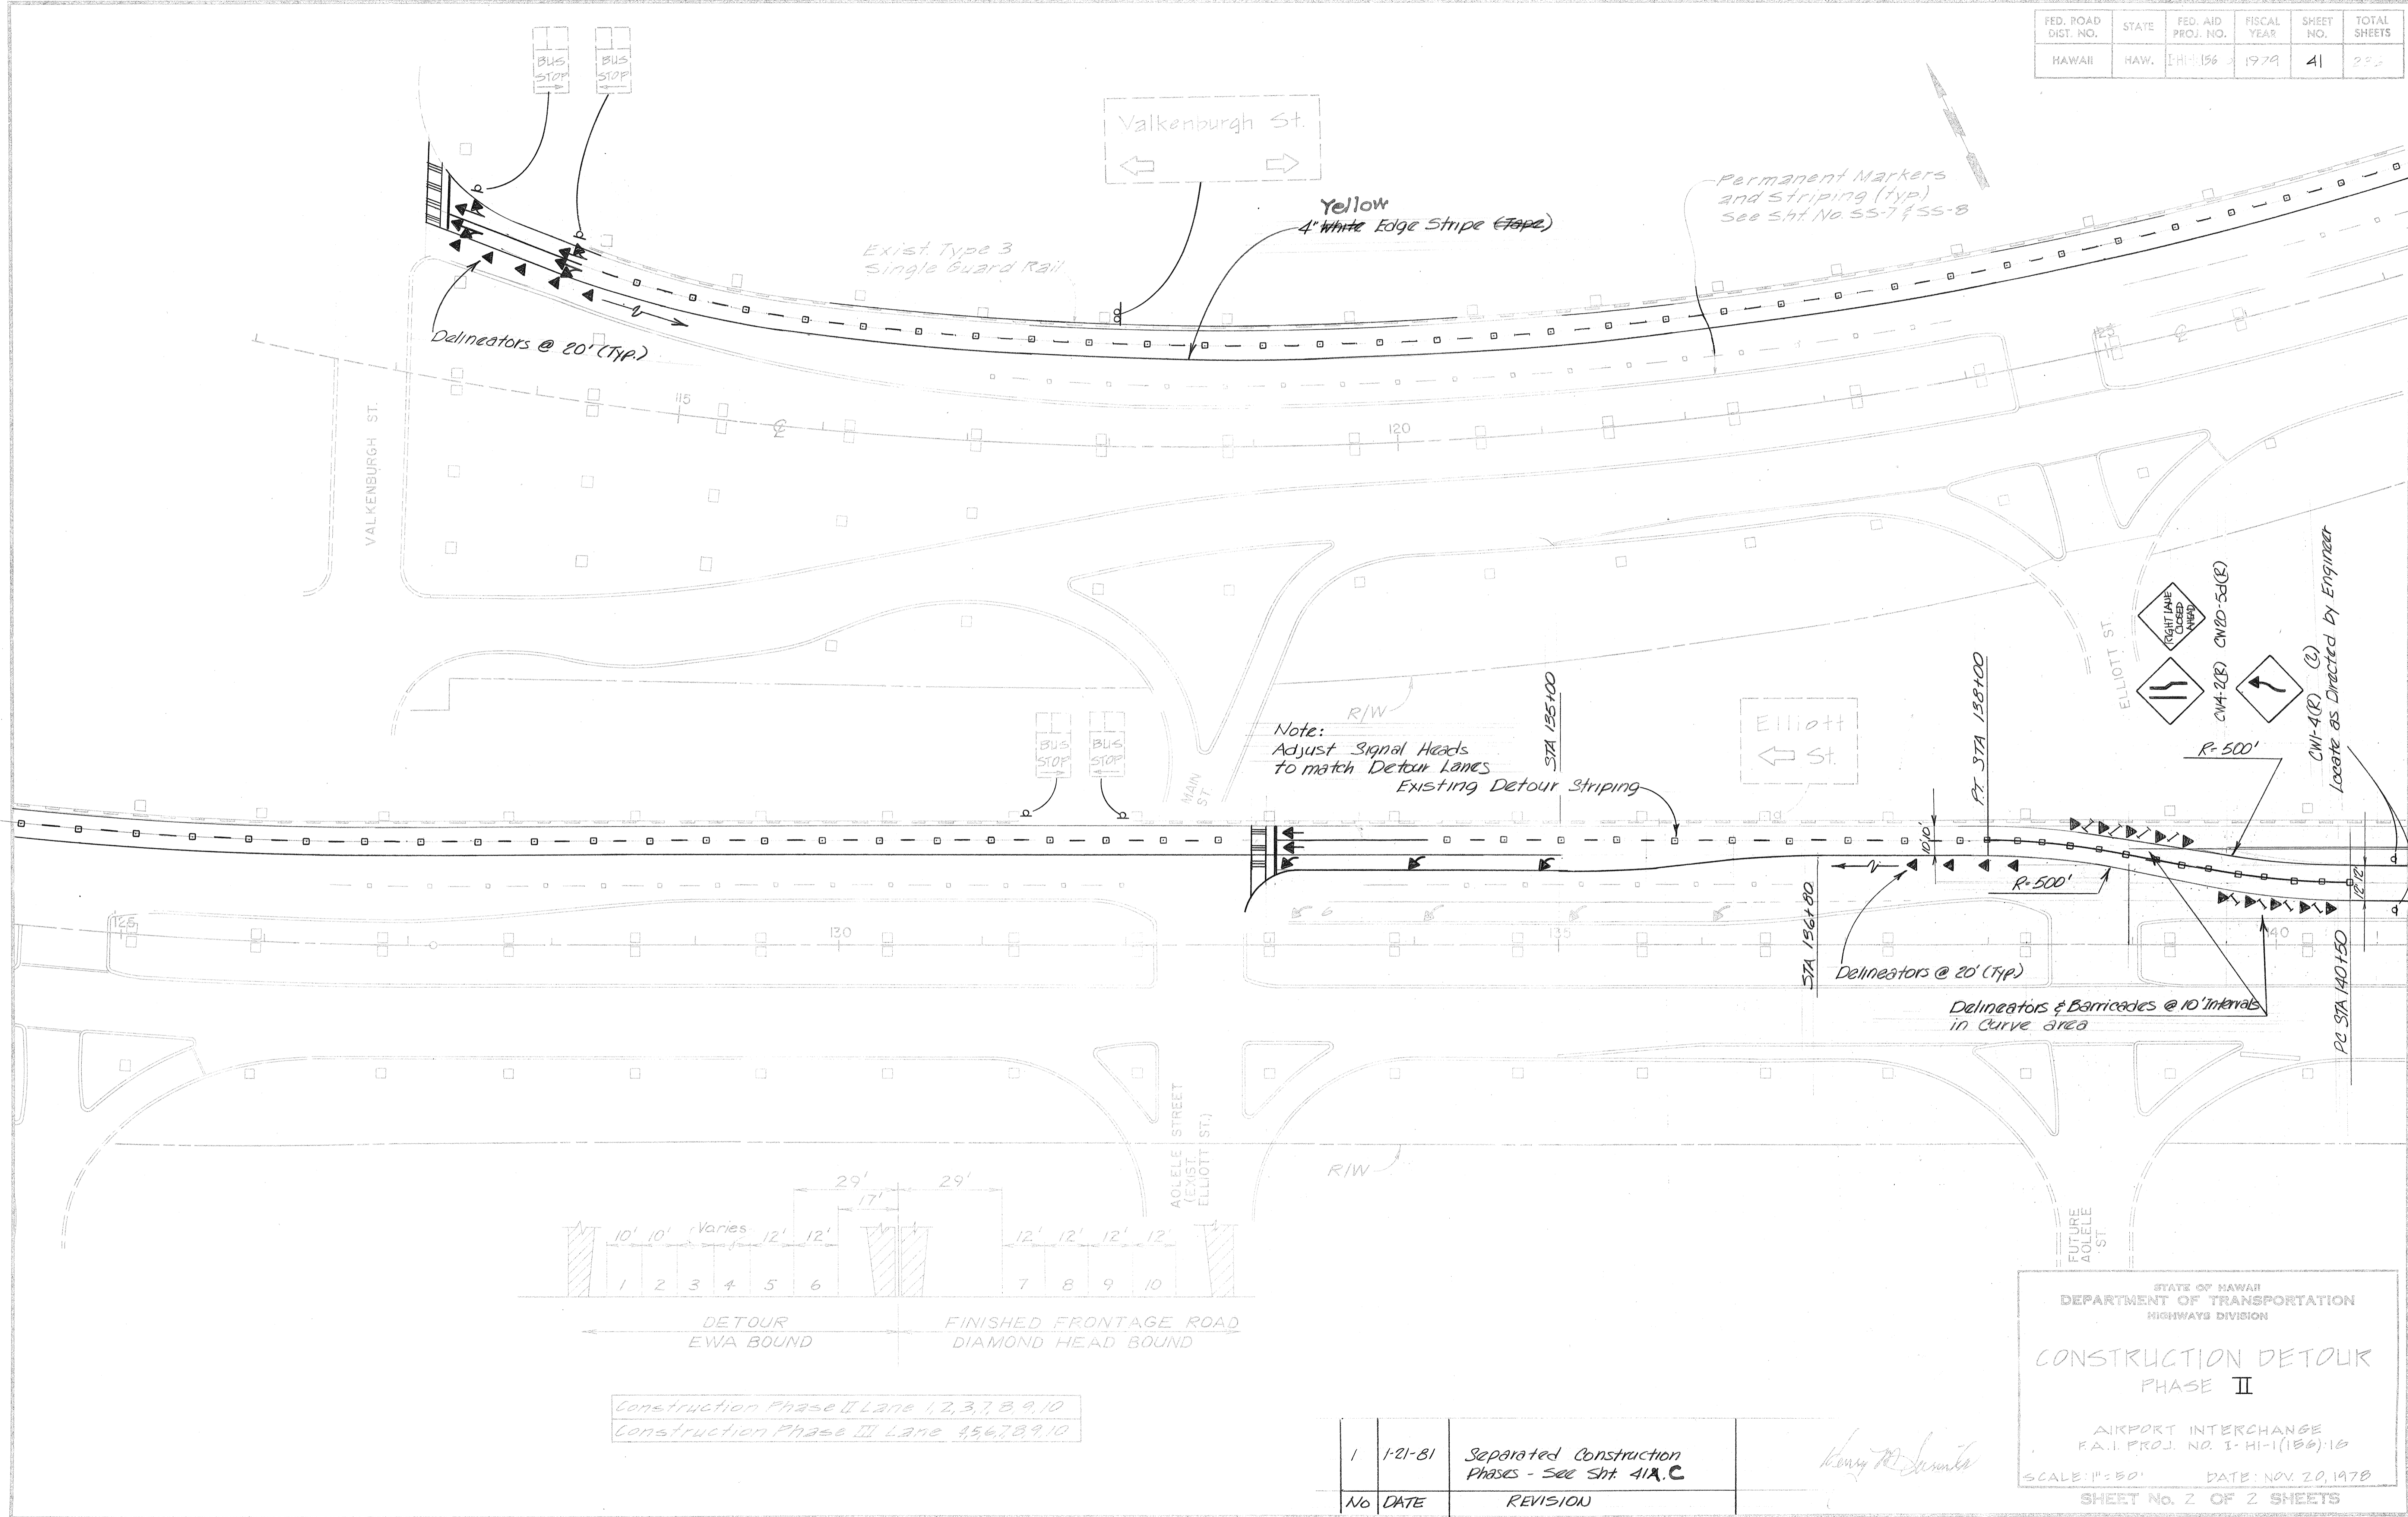 FED. ROAD DIST. NO.
STATE
FED. AID PROJ. NO.
FISCAL YEAR
SHEET NO.
TOTAL SHEETS
HAWAII
HAW.
1979
41
BUS STOP
BUS STOP
Valkenburgh St.
Yellow
4" White Edge Stripe (Tape)
Permanent Markers
and Striping (typ)
See Sht. No. SS-7 & SS-8
Exist. Type 3
Single Guard Rail
Delineators @ 20' (Typ.)
VALKENBURGH ST.
115
120
125
ELLIOTT ST.
RIGHT LANE CLOSED AHEAD
CW4-2(R) CW20-5d(R)
CW1-4(R) (2)
Locate as Directed by Engineer
BUS STOP
BUS STOP
MAIN ST.
R/W
Note:
Adjust Signal Heads
to match Detour Lanes
Existing Detour Striping
STA 135+00
Elliott
St.
P.T. STA 138+00
R=500'
10' 10'
R=500'
12' 12'
125
130
6
135
140
STA 136+80
Delineators @ 20' (Typ)
Delineators & Barricades @ 10' Intervals
in Curve area
PC STA 140+50
AOLELE STREET
(EXIST.
ELLIOTT ST.)
R/W
FUTURE
AOLELE
ST.
29' 29'
17'
10' 10' Varies 12' 12' 12' 12' 12' 12'
1 2 3 4 5 6 7 8 9 10
DETOUR
EWA BOUND
FINISHED FRONTAGE ROAD
DIAMOND HEAD BOUND
Construction Phase II Lane 1,2,3,7,8,9,10
Construction Phase III Lane 4,5,6,7,8,9,10
1 1-21-81 Separated Construction
Phases - See Sht. 41A.C
No DATE REVISION
STATE OF HAWAII
DEPARTMENT OF TRANSPORTATION
HIGHWAYS DIVISION
CONSTRUCTION DETOUR
PHASE II
AIRPORT INTERCHANGE
F.A.I. PROJ. NO. I-HI-1(156):16
SCALE: 1"=50' DATE: NOV. 20, 1978
SHEET No. 2 OF 2 SHEETS